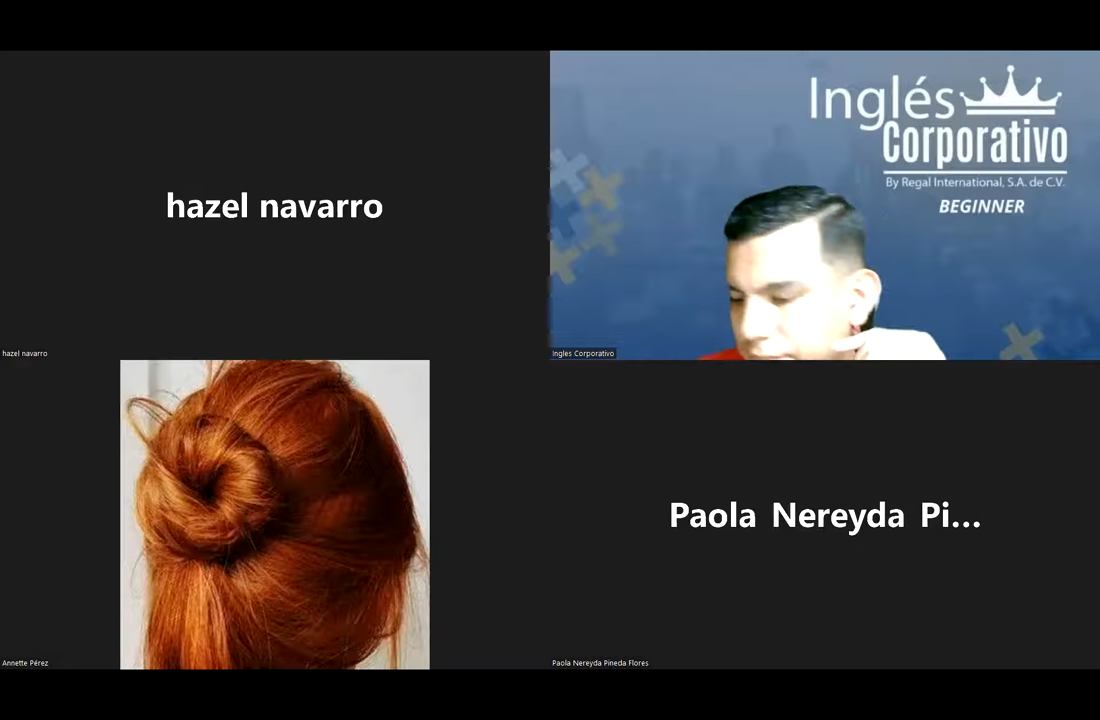 Inglés
Corporativo
By Regal International, S.A. de C.V.
BEGINNER
hazel navarro
hazel navarro
Ingles Corporativo
Paola Nereyda Pi...
Annette Pérez
Paola Nereyda Pineda Flores